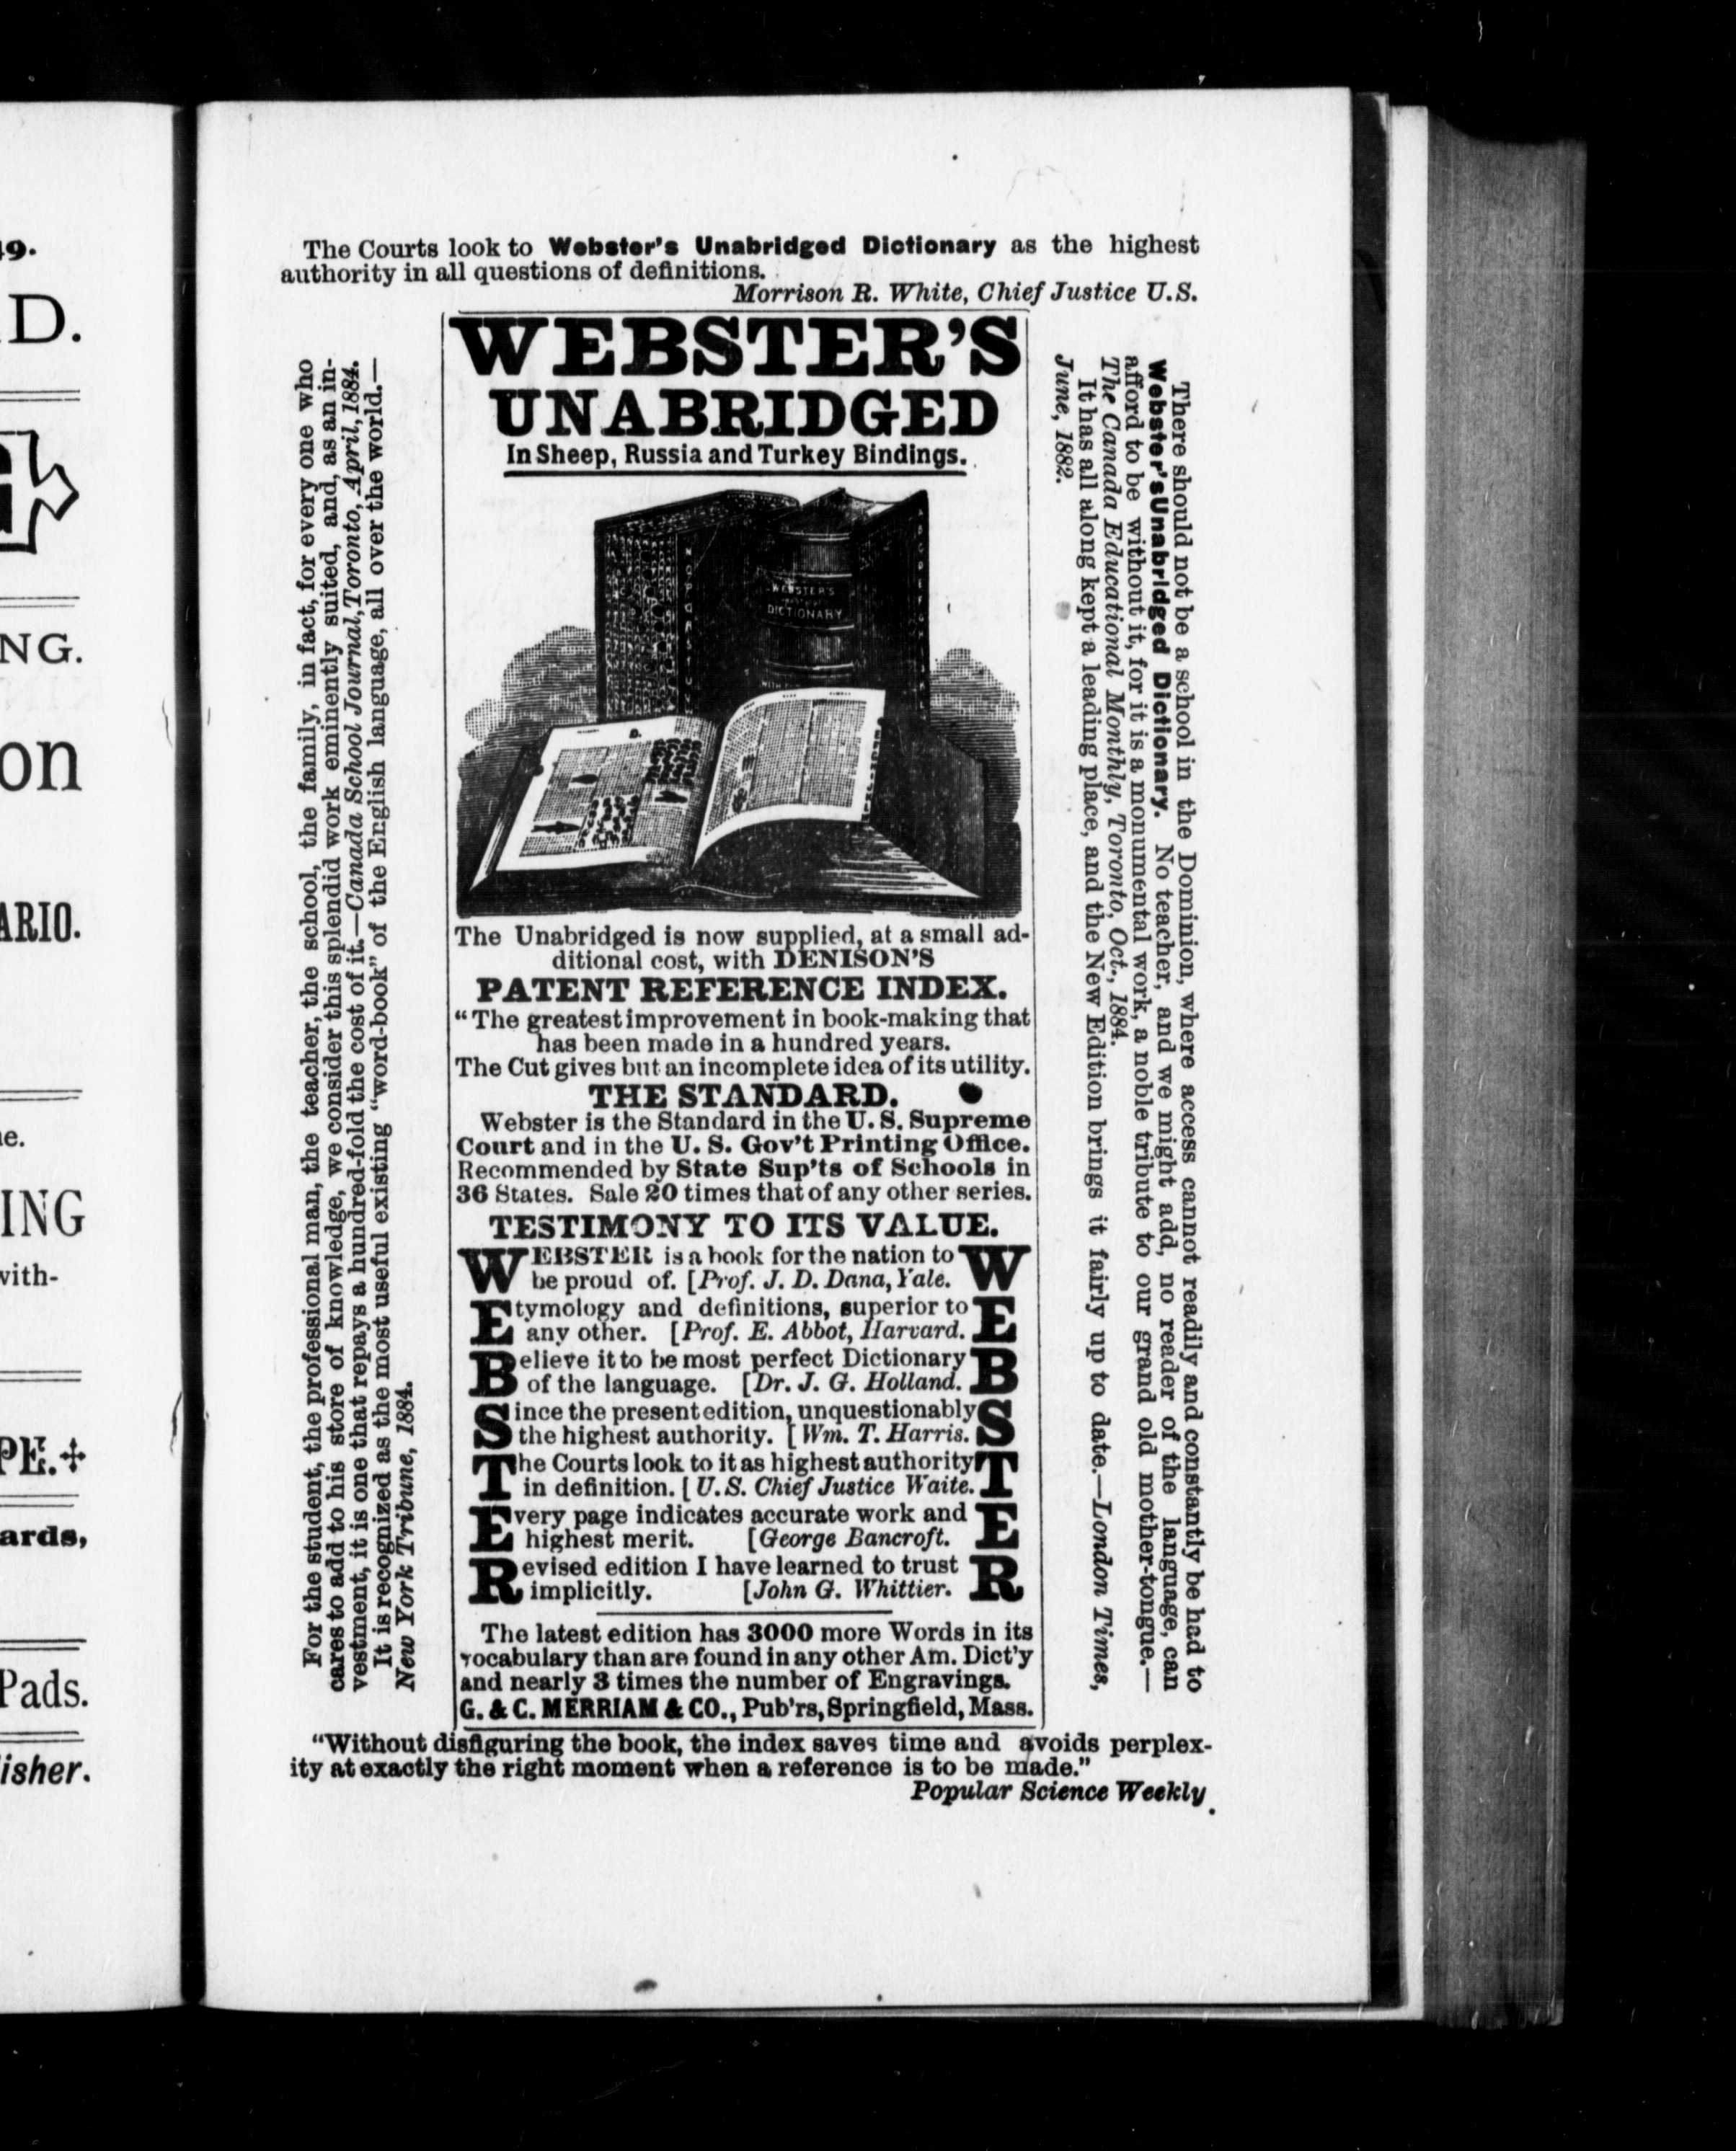 19.
D.
NG.
on
ARIO.
ne.
ING
with-
PE.
ards,
Pads.
isher.
The Courts look to Webster's Unabridged Dictionary as the highest
authority in all questions of definitions.
Morrison R. White, Chief Justice U.S.
For the student, the professional man, the teacher, the school, the family, in fact, for every one who
cares to add to his store of knowledge, we consider this splendid work eminently suited, and, as an in-
vestment, it is one that repays a hundred-fold the cost of it.—Canada School Journal, Toronto, April, 1884.
It is recognized as the most useful existing "word-book" of the English language, all over the world.—
New York Tribune, 1884.
WEBSTER'S
UNABRIDGED
In Sheep, Russia and Turkey Bindings.
WEBSTER'S
DICTIONARY
The Unabridged is now supplied, at a small ad-
ditional cost, with DENISON'S
PATENT REFERENCE INDEX.
"The greatest improvement in book-making that
has been made in a hundred years.
The Cut gives but an incomplete idea of its utility.
THE STANDARD.
Webster is the Standard in the U. S. Supreme
Court and in the U. S. Gov't Printing Office.
Recommended by State Sup'ts of Schools in
36 States. Sale 20 times that of any other series.
TESTIMONY TO ITS VALUE.
WEBSTER is a book for the nation to W
be proud of. [Prof. J. D. Dana, Yale.
Etymology and definitions, superior to E
any other. [Prof. E. Abbot, Harvard.
Believe it to be most perfect Dictionary B
of the language. [Dr. J. G. Holland.
Since the present edition, unquestionably S
the highest authority. [Wm. T. Harris.
The Courts look to it as highest authority T
in definition. [U.S. Chief Justice Waite.
Every page indicates accurate work and E
highest merit. [George Bancroft.
Revised edition I have learned to trust R
implicitly. [John G. Whittier.
The latest edition has 3000 more Words in its
vocabulary than are found in any other Am. Dict'y
and nearly 3 times the number of Engravings.
G. & C. MERRIAM & CO., Pub'rs, Springfield, Mass.
There should not be a school in the Dominion, where access cannot readily and constantly be had to
Webster's Unabridged Dictionary. No teacher, and we might add, no reader of the language, can
afford to be without it, for it is a monumental work, a noble tribute to our grand old mother-tongue.—
The Canada Educational Monthly, Toronto, Oct., 1884.
It has all along kept a leading place, and the New Edition brings it fairly up to date.—London Times,
June, 1882.
"Without disfiguring the book, the index saves time and avoids perplex-
ity at exactly the right moment when a reference is to be made."
Popular Science Weekly.